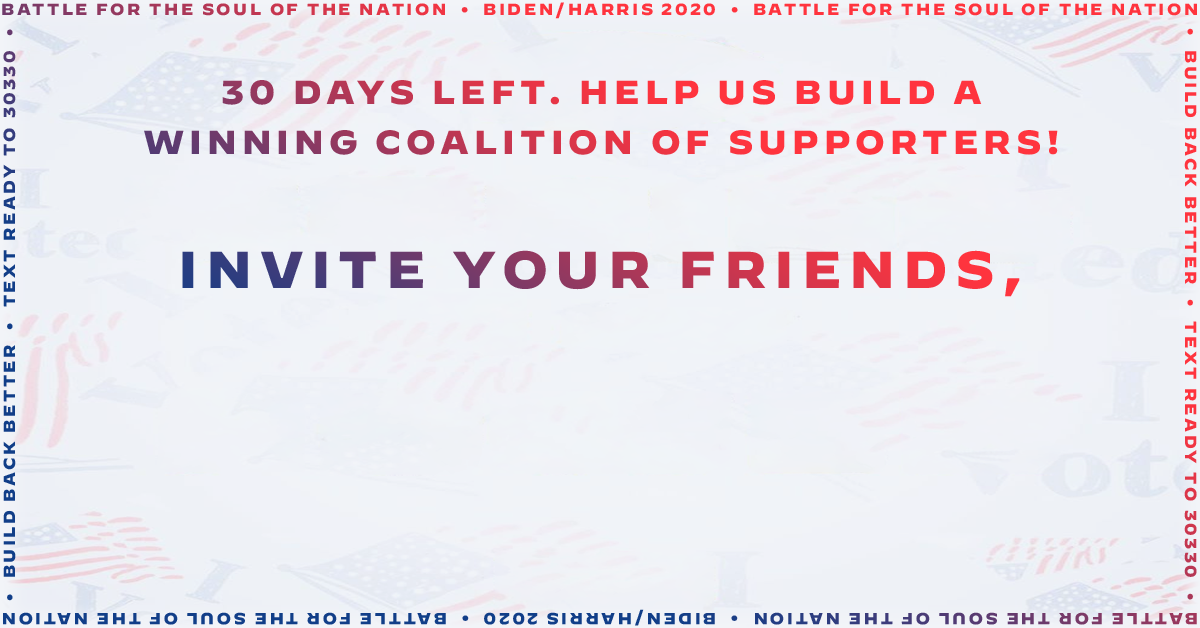 BATTLE FOR THE SOUL OF THE NATION • BIDEN/HARRIS 2020 • BATTLE FOR THE SOUL OF THE NATION
30 DAYS LEFT. HELP US BUILD A
WINNING COALITION OF SUPPORTERS!
INVITE YOUR FRIENDS,
• BUILD BACK BETTER • TEXT READY TO 30330 •
• BUILD BACK BETTER • TEXT READY TO 30330 •
BATTLE FOR THE SOUL OF THE NATION • BIDEN/HARRIS 2020 • BATTLE FOR THE SOUL OF THE NATION
I
V
I
ted
ed
I
vote
I
I